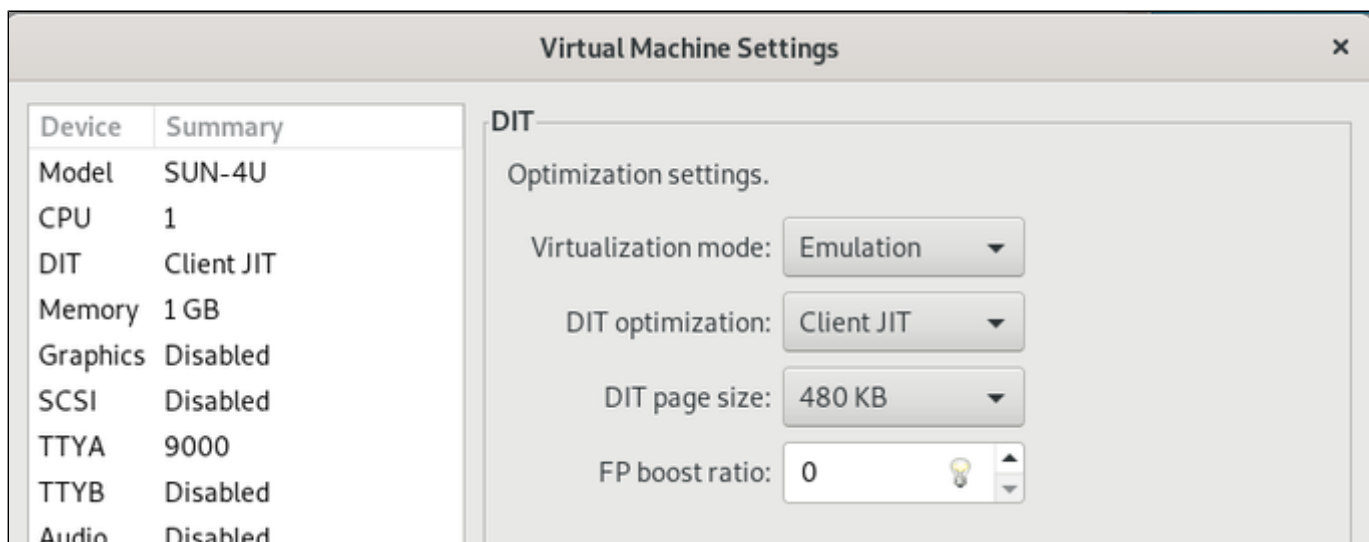 Virtual Machine Settings ×
Device Summary
Model SUN-4U
CPU 1
DIT Client JIT
Memory 1 GB
Graphics Disabled
SCSI Disabled
TTYA 9000
TTYB Disabled
Audio Disabled
DIT
Optimization settings.
Virtualization mode: Emulation
DIT optimization: Client JIT
DIT page size: 480 KB
FP boost ratio: 0